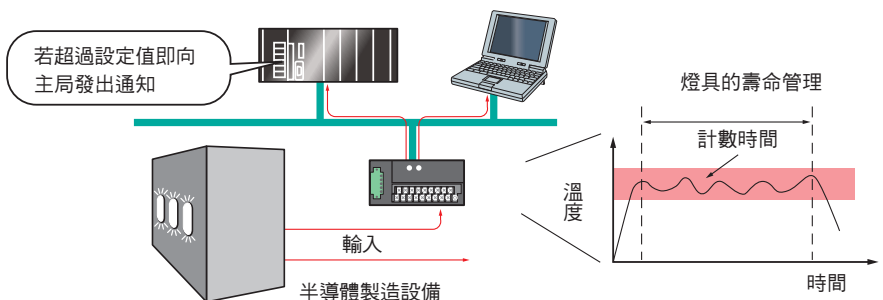 若超過設定值即向
主局發出通知
燈具的壽命管理
計數時間
溫度
輸入
時間
半導體製造設備